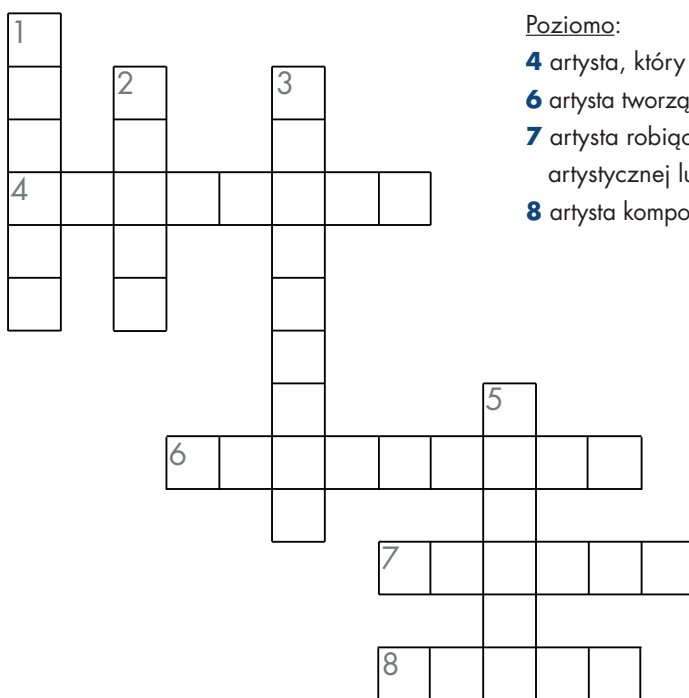 1
2
3
4
5
6
7
8
Poziomo:
4 artysta, który
6 artysta tworzą
7 artysta robiąc
artystycznej lu
8 artysta kompo